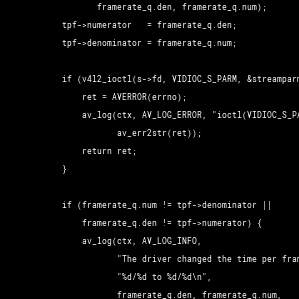 framerate_q.den, framerate_q.num);
tpf->numerator   = framerate_q.den;
tpf->denominator = framerate_q.num;
if (v4l2_ioctl(s->fd, VIDIOC_S_PARM, &streamparm
ret = AVERROR(errno);
av_log(ctx, AV_LOG_ERROR, "ioctl(VIDIOC_S_PA
av_err2str(ret));
return ret;
}
if (framerate_q.num != tpf->denominator ||
framerate_q.den != tpf->numerator) {
av_log(ctx, AV_LOG_INFO,
"The driver changed the time per fram
"%d/%d to %d/%d\n",
framerate_q.den, framerate_q.num,